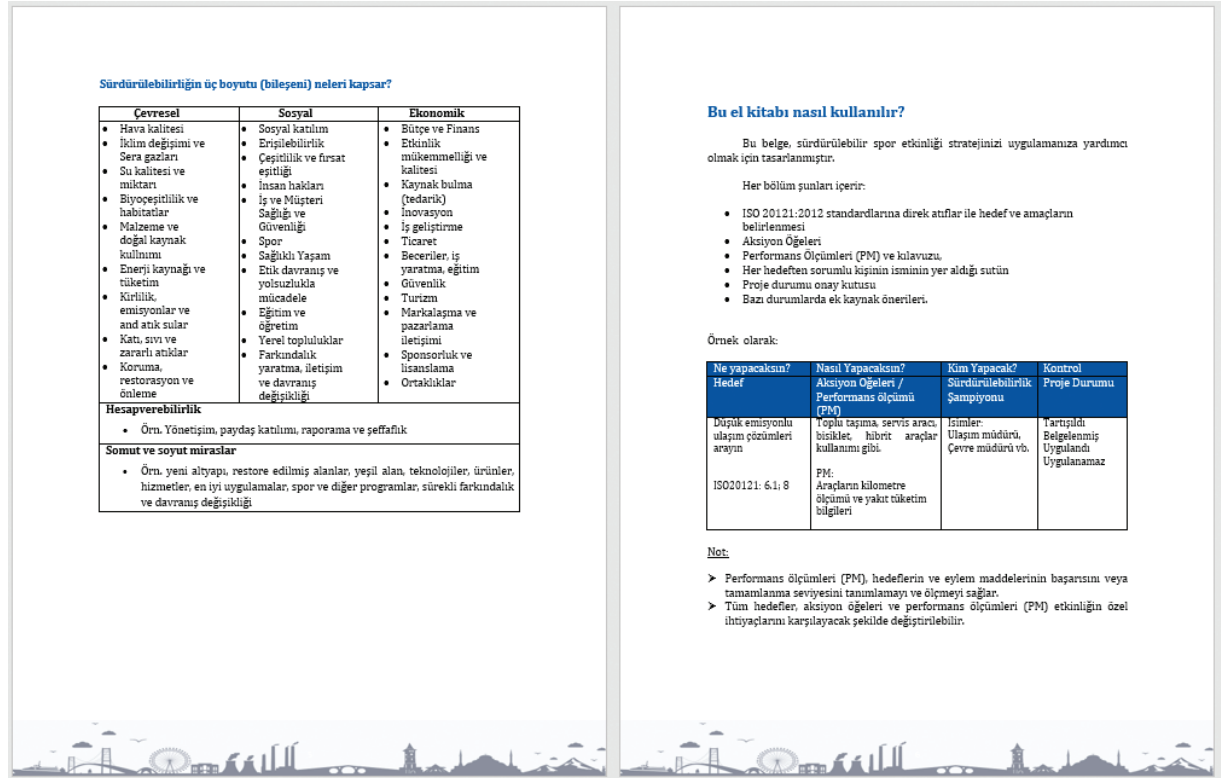 Sürdürülebilirliğin üç boyutu (bileşeni) neleri kapsar?
Çevresel
• Hava kalitesi
• İklim değişimi ve
Sera gazları
• Su kalitesi ve
miktarı
• Biyoçeşitlilik ve
habitatlar
• Malzeme ve
doğal kaynak
kullnımı
• Enerji kaynağı ve
tüketim
• Kirlilik,
emisyonlar ve
and atık sular
• Katı, sıvı ve
zararlı atıklar
• Koruma,
restorasyon ve
önleme
Sosyal
• Sosyal katılım
• Erişilebilirlik
• Çeşitlilik ve fırsat
eşitliği
• İnsan hakları
• İş ve Müşteri
Sağlığı ve
Güvenliği
• Spor
• Sağlıklı Yaşam
• Etik davranış ve
yolsuzlukla
mücadele
• Eğitim ve
öğretim
• Yerel topluluklar
• Farkındalık
yaratma, iletişim
ve davranış
değişikliği
Ekonomik
• Bütçe ve Finans
• Etkinlik
mükemmelliği ve
kalitesi
• Kaynak bulma
(tedarik)
• İnovasyon
• İş geliştirme
• Ticaret
• Beceriler, iş
yaratma, eğitim
• Güvenlik
• Turizm
• Markalaşma ve
pazarlama
iletişimi
• Sponsorluk ve
lisanslama
• Ortaklıklar
Hesapverebilirlik
• Örn. Yönetişim, paydaş katılımı, raporama ve şeffaflık
Somut ve soyut miraslar
• Örn. yeni altyapı, restore edilmiş alanlar, yeşil alan, teknolojiler, ürünler,
hizmetler, en iyi uygulamalar, spor ve diğer programlar, sürekli farkındalık
ve davranış değişikliği
Bu el kitabı nasıl kullanılır?
Bu belge, sürdürülebilir spor etkinliği stratejinizi uygulamanıza yardımcı
olmak için tasarlanmıştır.
Her bölüm şunları içerir:
• ISO 20121:2012 standardlarına direk atıflar ile hedef ve amaçların
belirlenmesi
• Aksiyon Öğeleri
• Performans Ölçümleri (PM) ve kılavuzu,
• Her hedeften sorumlu kişinin isminin yer aldığı sutün
• Proje durumu onay kutusu
• Bazı durumlarda ek kaynak önerileri.
Örnek olarak:
Ne yapacaksın?
Hedef
Düşük emisyonlu
ulaşım çözümleri
arayın
ISO20121: 6.1; 8
Nasıl Yapacaksın?
Aksiyon Öğeleri /
Performans ölçümü
(PM)
Toplu taşıma, servis aracı,
bisiklet, hibrit araçlar
kullanımı gibi.
PM:
Araçların kilometre
ölçümü ve yakıt tüketim
bilgileri
Kim Yapacak?
Sürdürülebilirlik
Şampiyonu
İsimler:
Ulaşım müdürü,
Çevre müdürü vb.
Kontrol
Proje Durumu
Tartışıldı
Belgelenmiş
Uygulandı
Uygulanamaz
Not:
➤ Performans ölçümleri (PM), hedeflerin ve eylem maddelerinin başarısını veya
tamamlanma seviyesini tanımlamayı ve ölçmeyi sağlar.
➤ Tüm hedefler, aksiyon öğeleri ve performans ölçümleri (PM) etkinliğin özel
ihtiyaçlarını karşılayacak şekilde değiştirilebilir.